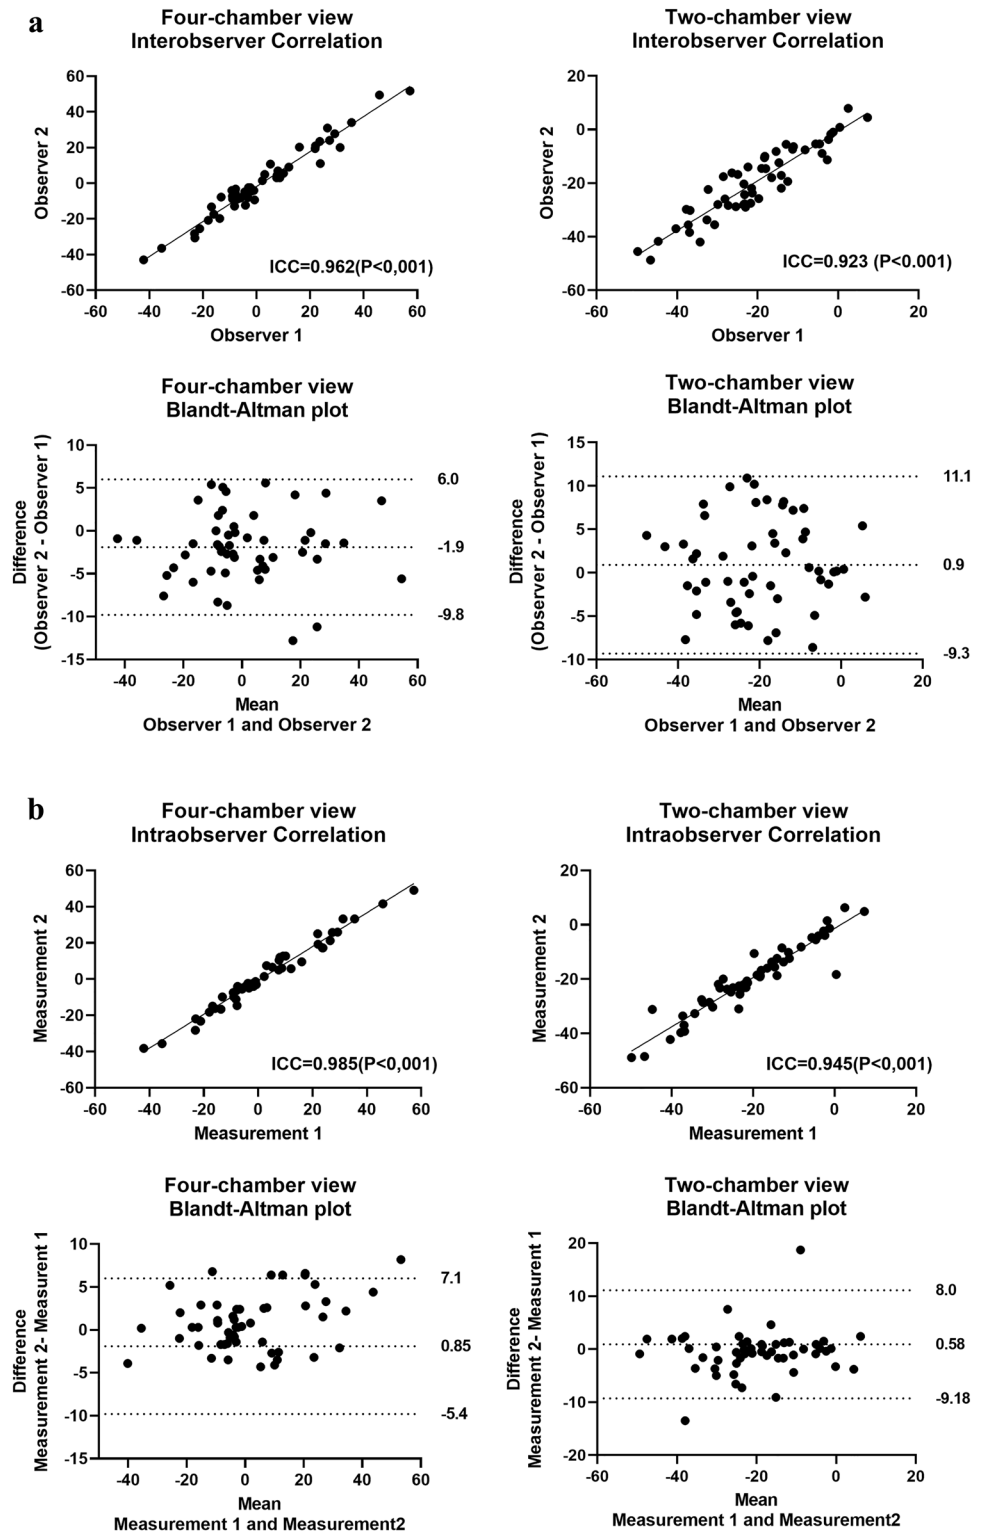 a
Four-chamber view
Interobserver Correlation
60
40
20
0
-20
-40
-60
-60 -40 -20 0 20 40 60
Observer 2
Observer 1
ICC=0.962(P<0,001)
Two-chamber view
Interobserver Correlation
20
0
-20
-40
-60
-60 -40 -20 0 20
Observer 2
Observer 1
ICC=0.923 (P<0.001)
Four-chamber view
Blandt-Altman plot
10
5
0
-5
-10
-15
-40 -20 0 20 40 60
Difference
(Observer 2 - Observer 1)
6.0
-1.9
-9.8
Mean
Observer 1 and Observer 2
Two-chamber view
Blandt-Altman plot
15
10
5
0
-5
-10
-60 -40 -20 0 20
Difference
(Observer 2 - Observer 1)
11.1
0.9
-9.3
Mean
Observer 1 and Observer 2
b
Four-chamber view
Intraobserver Correlation
60
40
20
0
-20
-40
-60
-60 -40 -20 0 20 40 60
Measurement 2
Measurement 1
ICC=0.985(P<0,001)
Two-chamber view
Intraobserver Correlation
20
0
-20
-40
-60
-60 -40 -20 0 20
Measurement 2
Measurement 1
ICC=0.945(P<0,001)
Four-chamber view
Blandt-Altman plot
10
5
0
-5
-10
-15
-40 -20 0 20 40 60
Difference
Measurement 2- Measurent 1
7.1
0.85
-5.4
Mean
Measurement 1 and Measurement2
Two-chamber view
Blandt-Altman plot
20
10
0
-10
-20
-60 -40 -20 0 20
Difference
Measurement 2- Measurement 1
8.0
0.58
-9.18
Mean
Measurement 1 and Measurement2